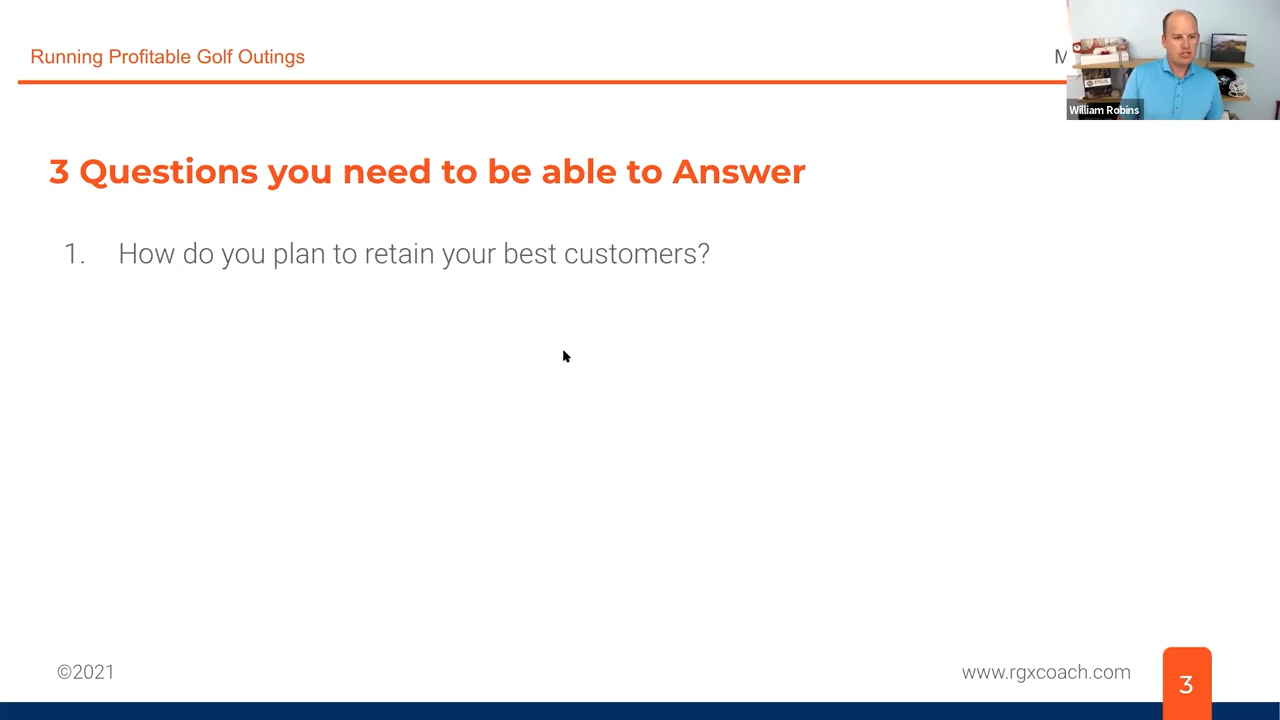 Running Profitable Golf Outings
M
William Robins
3 Questions you need to be able to Answer
1. How do you plan to retain your best customers?
©2021
www.rgxcoach.com
3